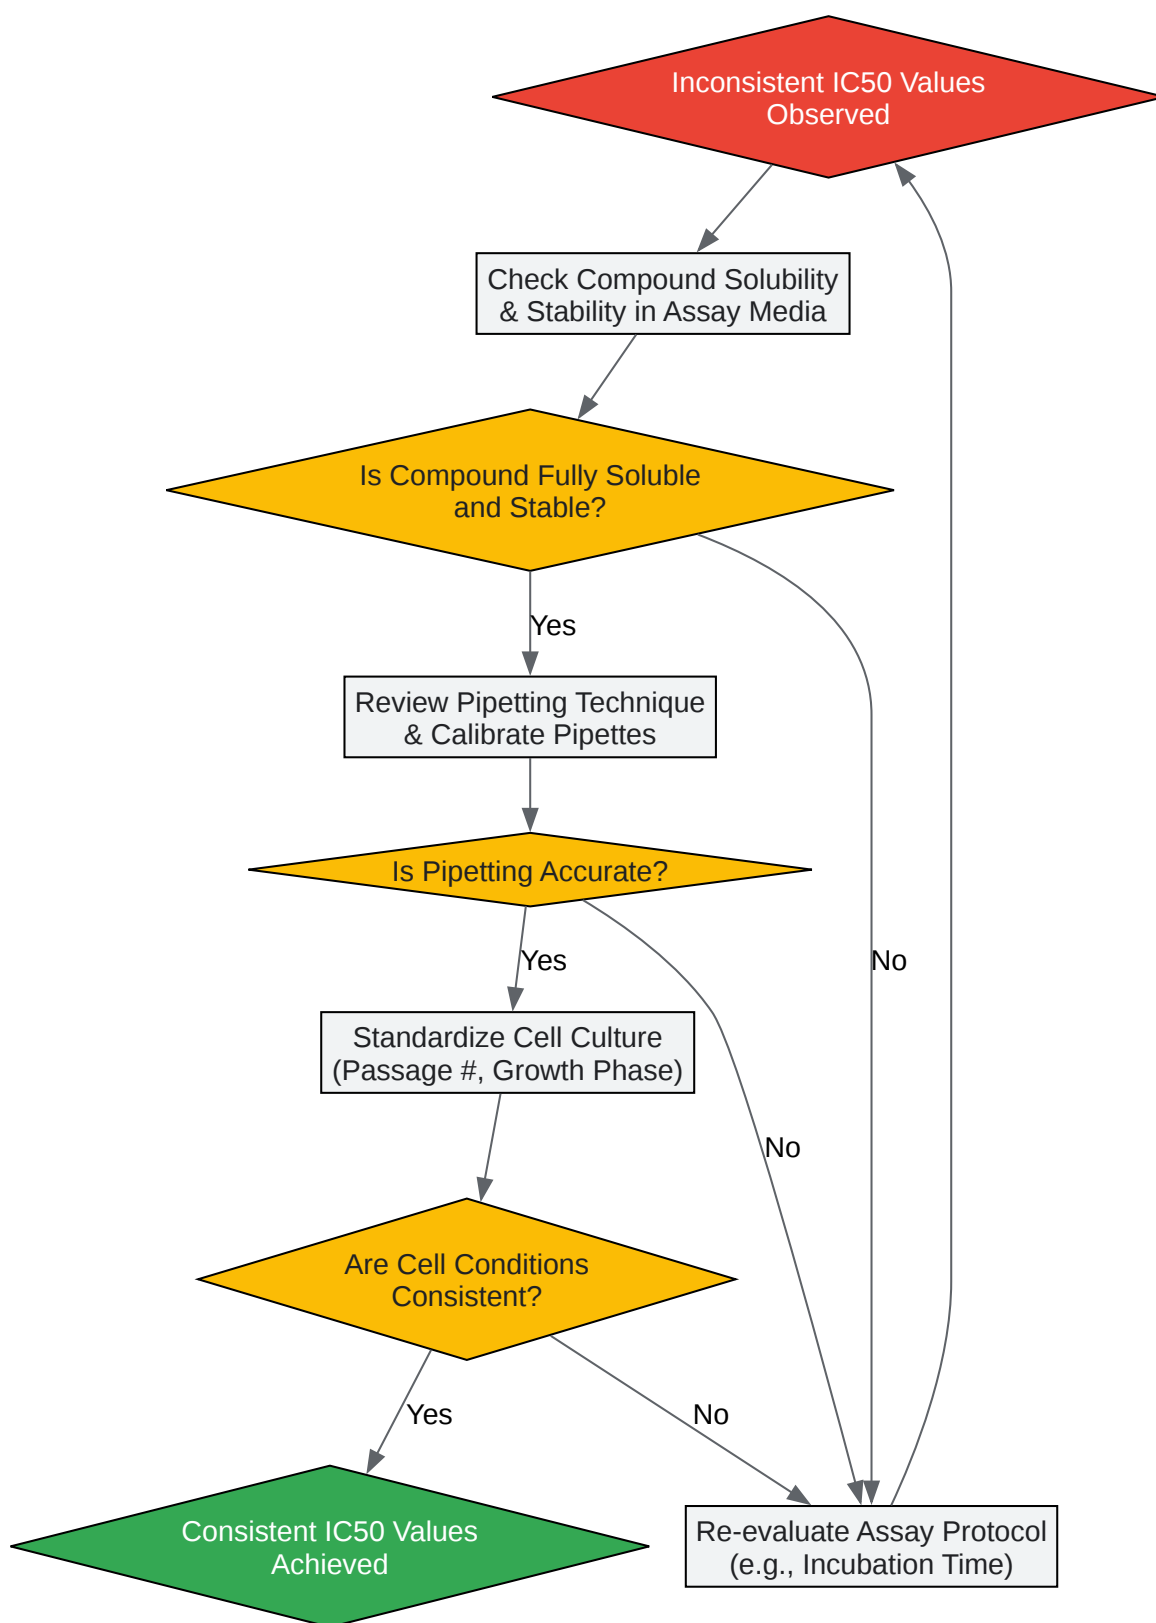 Inconsistent IC50 Values
Observed
Check Compound Solubility
& Stability in Assay Media
Is Compound Fully Soluble
and Stable?
Yes
Review Pipetting Technique
& Calibrate Pipettes
Is Pipetting Accurate?
Yes
No
Standardize Cell Culture
(Passage #, Growth Phase)
No
Are Cell Conditions
Consistent?
Yes
No
Consistent IC50 Values
Achieved
Re-evaluate Assay Protocol
(e.g., Incubation Time)